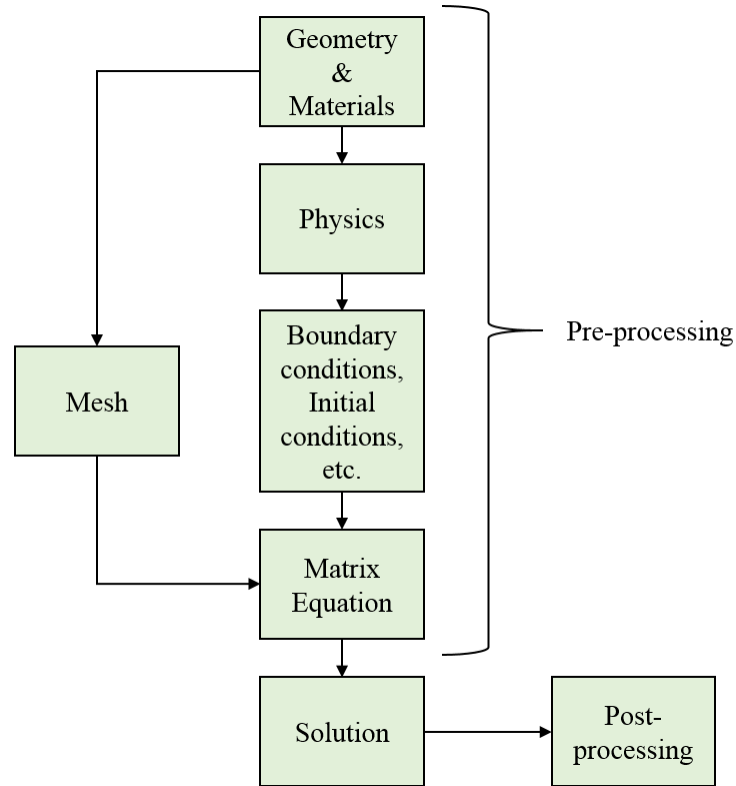 Geometry
&
Materials
Physics
Boundary
conditions,
Initial
conditions,
etc.
Pre-processing
Mesh
Matrix
Equation
Solution
Post-
processing